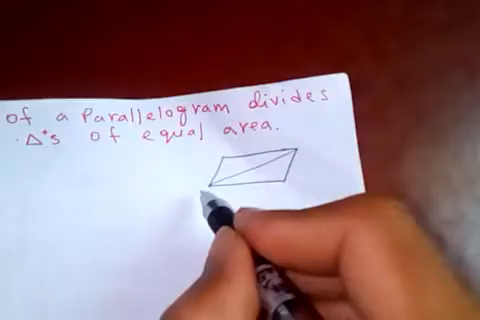 of a Parallelogram divides
Δ's of equal area.